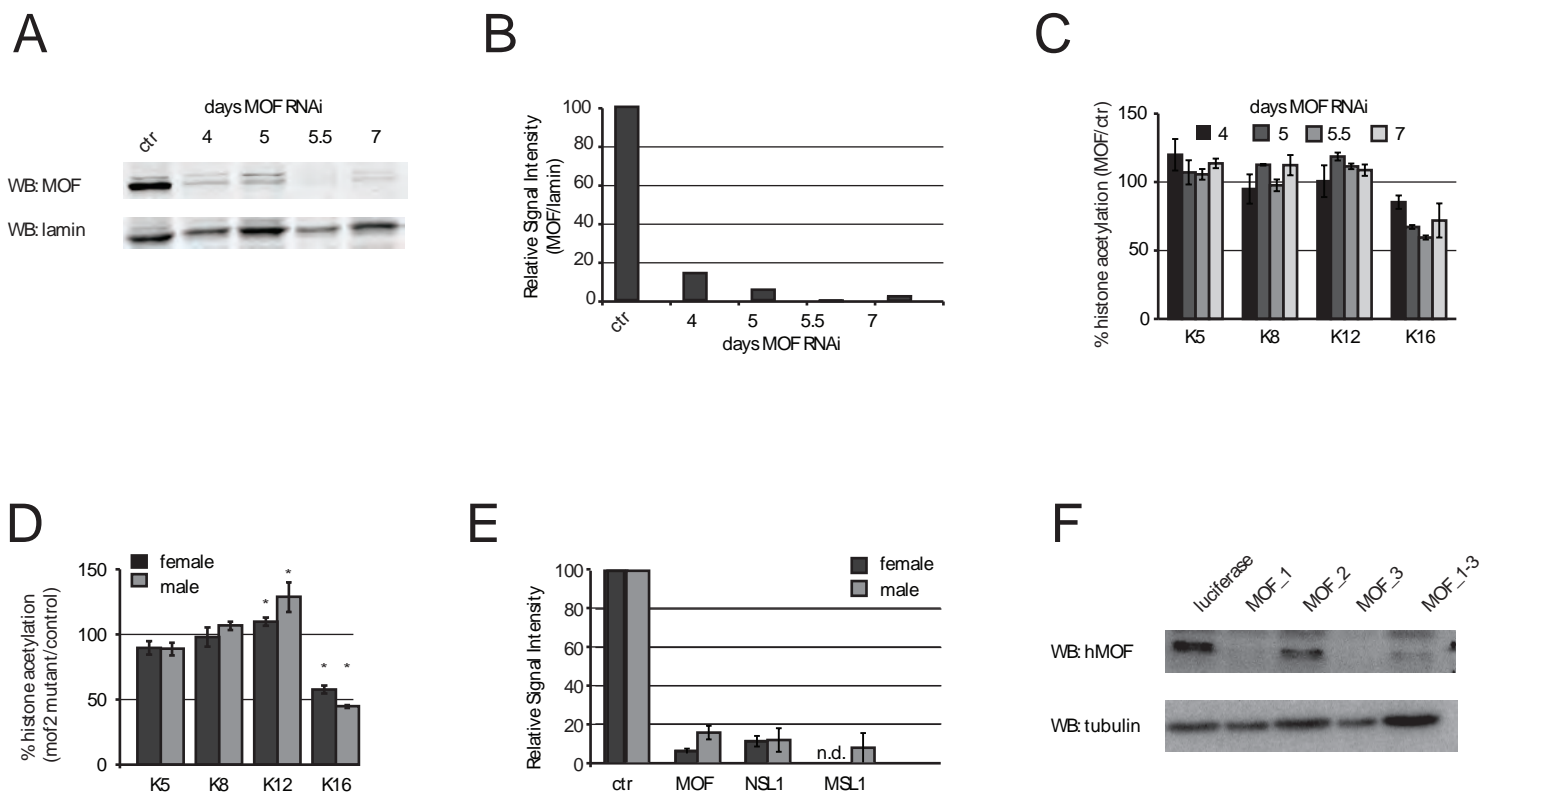 A
days MOF RNAi
ctr 4 5 5.5 7
WB: MOF
WB: lamin
B
Relative Signal Intensity
(MOF/lamin)
100
80
60
40
20
0
ctr 4 5 5.5 7
days MOF RNAi
C
% histone acetylation (MOF/ctr)
days MOF RNAi
4 5 5.5 7
150
100
50
0
K5 K8 K12 K16
D
% histone acetylation
(mof2 mutant/control)
female
male
150
100
50
0
* * * *
K5 K8 K12 K16
E
Relative Signal Intensity
female
male
100
80
60
40
20
0
n.d.
ctr MOF NSL1 MSL1
F
luciferase MOF_1 MOF_2 MOF_3 MOF_1-3
WB: hMOF
WB: tubulin